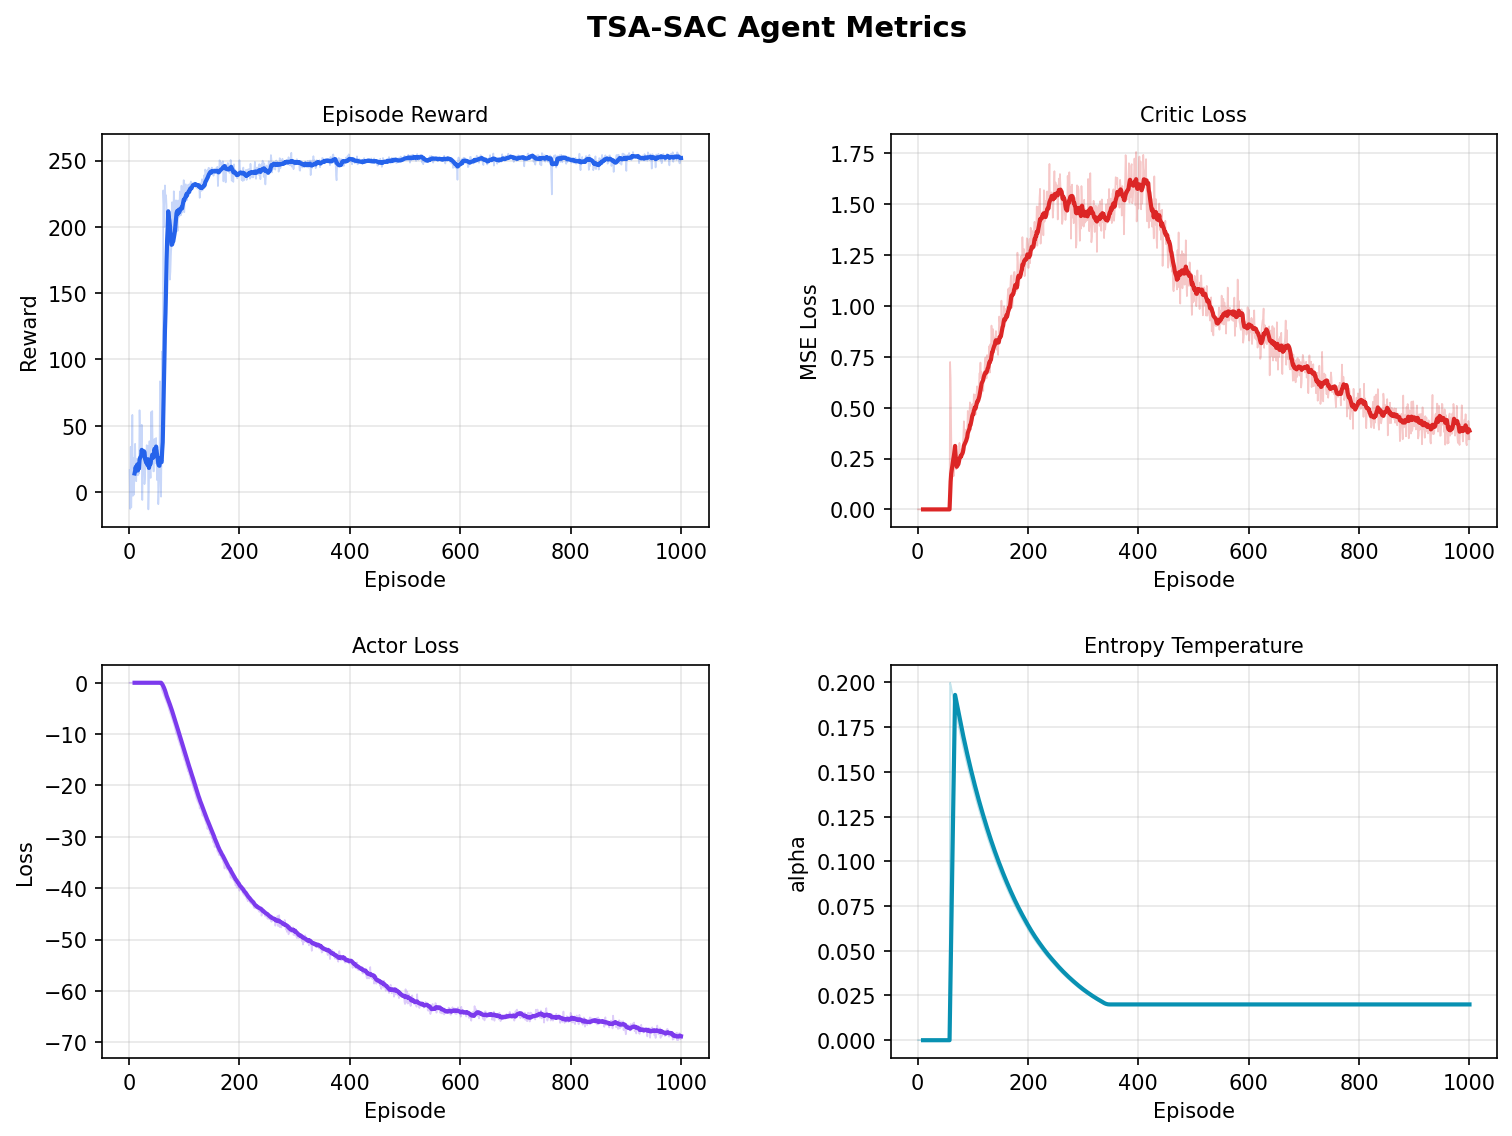 TSA-SAC Agent Metrics
Episode Reward
Reward
250
200
150
100
50
0
0 200 400 600 800 1000
Episode
Critic Loss
MSE Loss
1.75
1.50
1.25
1.00
0.75
0.50
0.25
0.00
0 200 400 600 800 1000
Episode
Actor Loss
Loss
0
−10
−20
−30
−40
−50
−60
−70
0 200 400 600 800 1000
Episode
Entropy Temperature
alpha
0.200
0.175
0.150
0.125
0.100
0.075
0.050
0.025
0.000
0 200 400 600 800 1000
Episode